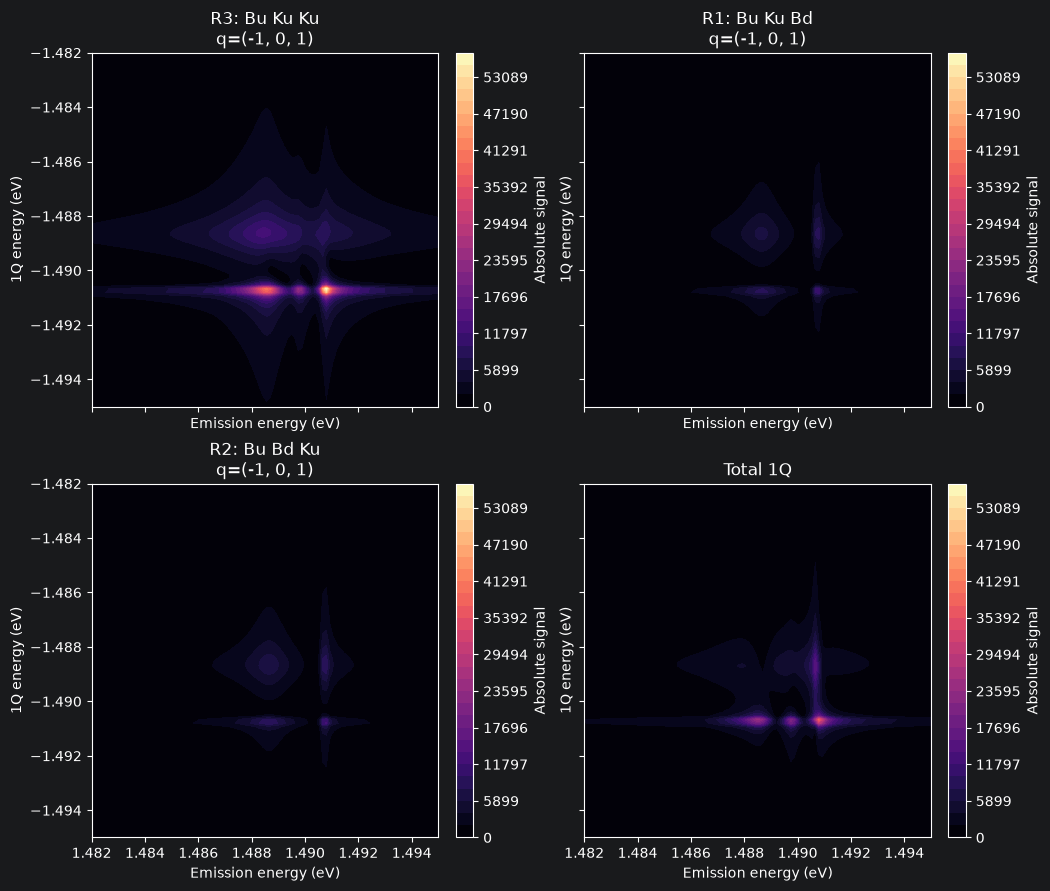 R3: Bu Ku Ku
q=(-1, 0, 1)
−1.482
−1.484
−1.486
−1.488
−1.490
−1.492
−1.494
1Q energy (eV)
Emission energy (eV)
53089
47190
41291
35392
29494
23595
17696
11797
5899
0
Absolute signal
R1: Bu Ku Bd
q=(-1, 0, 1)
1Q energy (eV)
Emission energy (eV)
53089
47190
41291
35392
29494
23595
17696
11797
5899
0
Absolute signal
R2: Bu Bd Ku
q=(-1, 0, 1)
−1.482
−1.484
−1.486
−1.488
−1.490
−1.492
−1.494
1Q energy (eV)
1.482 1.484 1.486 1.488 1.490 1.492 1.494
Emission energy (eV)
53089
47190
41291
35392
29494
23595
17696
11797
5899
0
Absolute signal
Total 1Q
1Q energy (eV)
1.482 1.484 1.486 1.488 1.490 1.492 1.494
Emission energy (eV)
53089
47190
41291
35392
29494
23595
17696
11797
5899
0
Absolute signal